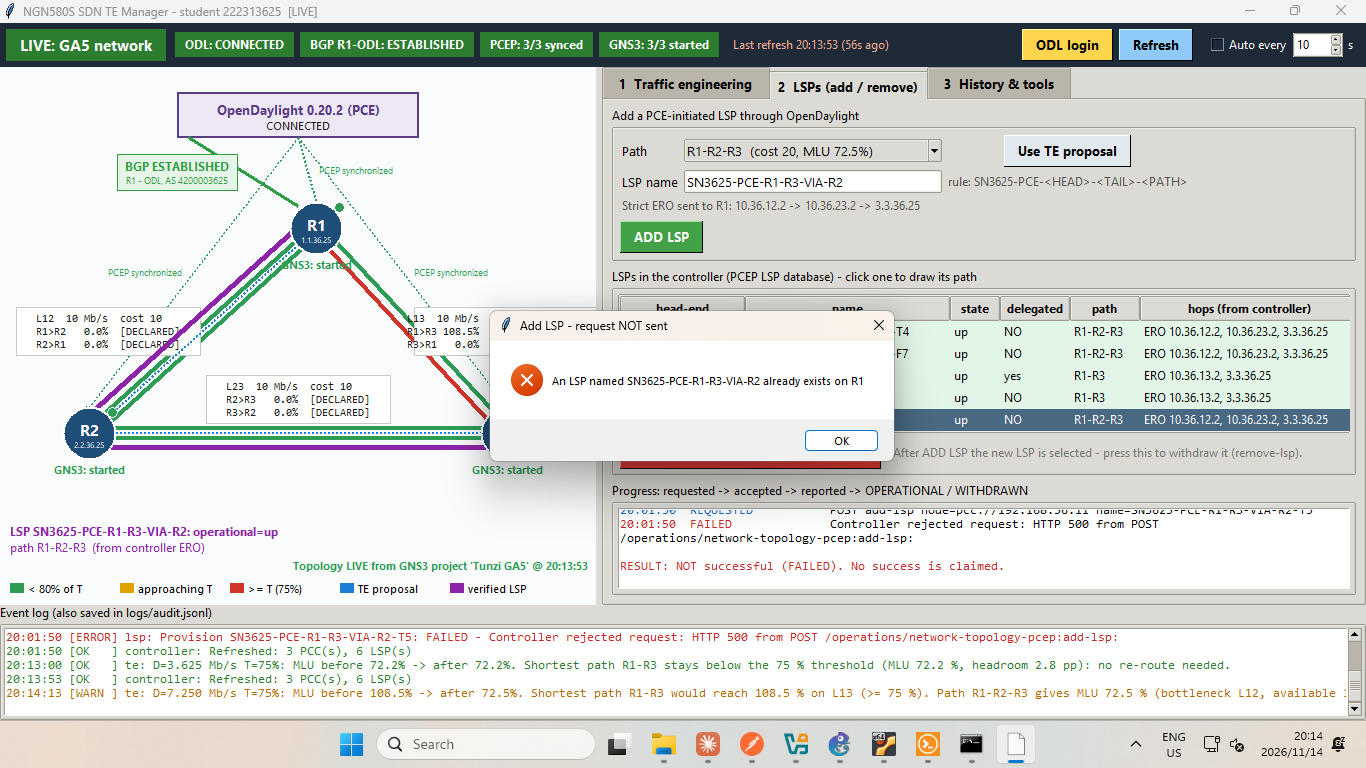 NGN580S SDN TE Manager - student 222313625 [LIVE]
LIVE: GA5 network
ODL: CONNECTED
BGP R1-ODL: ESTABLISHED
PCEP: 3/3 synced
GNS3: 3/3 started
Last refresh 20:13:53 (56s ago)
ODL login
Refresh
Auto every 10 s
OpenDaylight 0.20.2 (PCE)
CONNECTED
BGP ESTABLISHED
R1 - ODL, AS 4200003625
PCEP synchronized
R1
1.1.36.25
GNS3: started
PCEP synchronized
PCEP synchronized
L12 10 Mb/s cost 10
R1>R2 0.0% [DECLARED]
R2>R1 0.0% [DECLARED]
L13 10 Mb/s
R1>R3 108.5%
R3>R1 0.0%
L23 10 Mb/s cost 10
R2>R3 0.0% [DECLARED]
R3>R2 0.0% [DECLARED]
R2
2.2.36.25
GNS3: started
GNS3: started
LSP SN3625-PCE-R1-R3-VIA-R2: operational=up
path R1-R2-R3 (from controller ERO)
Topology LIVE from GNS3 project 'Tunzi GA5' @ 20:13:53
< 80% of T
approaching T
>= T (75%)
TE proposal
verified LSP
1 Traffic engineering
2 LSPs (add / remove)
3 History & tools
Add a PCE-initiated LSP through OpenDaylight
Path R1-R2-R3 (cost 20, MLU 72.5%)
Use TE proposal
LSP name SN3625-PCE-R1-R3-VIA-R2 rule: SN3625-PCE-<HEAD>-<TAIL>-<PATH>
Strict ERO sent to R1: 10.36.12.2 -> 10.36.23.2 -> 3.3.36.25
ADD LSP
LSPs in the controller (PCEP LSP database) - click one to draw its path
head-end name state delegated path hops (from controller)
-T4 up NO R1-R2-R3 ERO 10.36.12.2, 10.36.23.2, 3.3.36.25
-F7 up NO R1-R2-R3 ERO 10.36.12.2, 10.36.23.2, 3.3.36.25
up yes R1-R3 ERO 10.36.13.2, 3.3.36.25
up NO R1-R3 ERO 10.36.13.2, 3.3.36.25
up NO R1-R2-R3 ERO 10.36.12.2, 10.36.23.2, 3.3.36.25
After ADD LSP the new LSP is selected - press this to withdraw it (remove-lsp).
Add LSP - request NOT sent
An LSP named SN3625-PCE-R1-R3-VIA-R2 already exists on R1
OK
Progress: requested -> accepted -> reported -> OPERATIONAL / WITHDRAWN
20:01:50 REQUESTED POST add-lsp node=pcc://192.168.56.11 name=SN3625-PCE-R1-R3-VIA-R2-T5
20:01:50 FAILED Controller rejected request: HTTP 500 from POST
/operations/network-topology-pcep:add-lsp:
RESULT: NOT successful (FAILED). No success is claimed.
Event log (also saved in logs/audit.jsonl)
20:01:50 [ERROR] lsp: Provision SN3625-PCE-R1-R3-VIA-R2-T5: FAILED - Controller rejected request: HTTP 500 from POST /operations/network-topology-pcep:add-lsp:
20:01:50 [OK ] controller: Refreshed: 3 PCC(s), 6 LSP(s)
20:13:00 [OK ] te: D=3.625 Mb/s T=75%: MLU before 72.2% -> after 72.2%. Shortest path R1-R3 stays below the 75 % threshold (MLU 72.2 %, headroom 2.8 pp): no re-route needed.
20:13:53 [OK ] controller: Refreshed: 3 PCC(s), 6 LSP(s)
20:14:13 [WARN ] te: D=7.250 Mb/s T=75%: MLU before 108.5% -> after 72.5%. Shortest path R1-R3 would reach 108.5 % on L13 (>= 75 %). Path R1-R2-R3 gives MLU 72.5 % (bottleneck L12, available
Search
ENG
US
20:14
2026/11/14